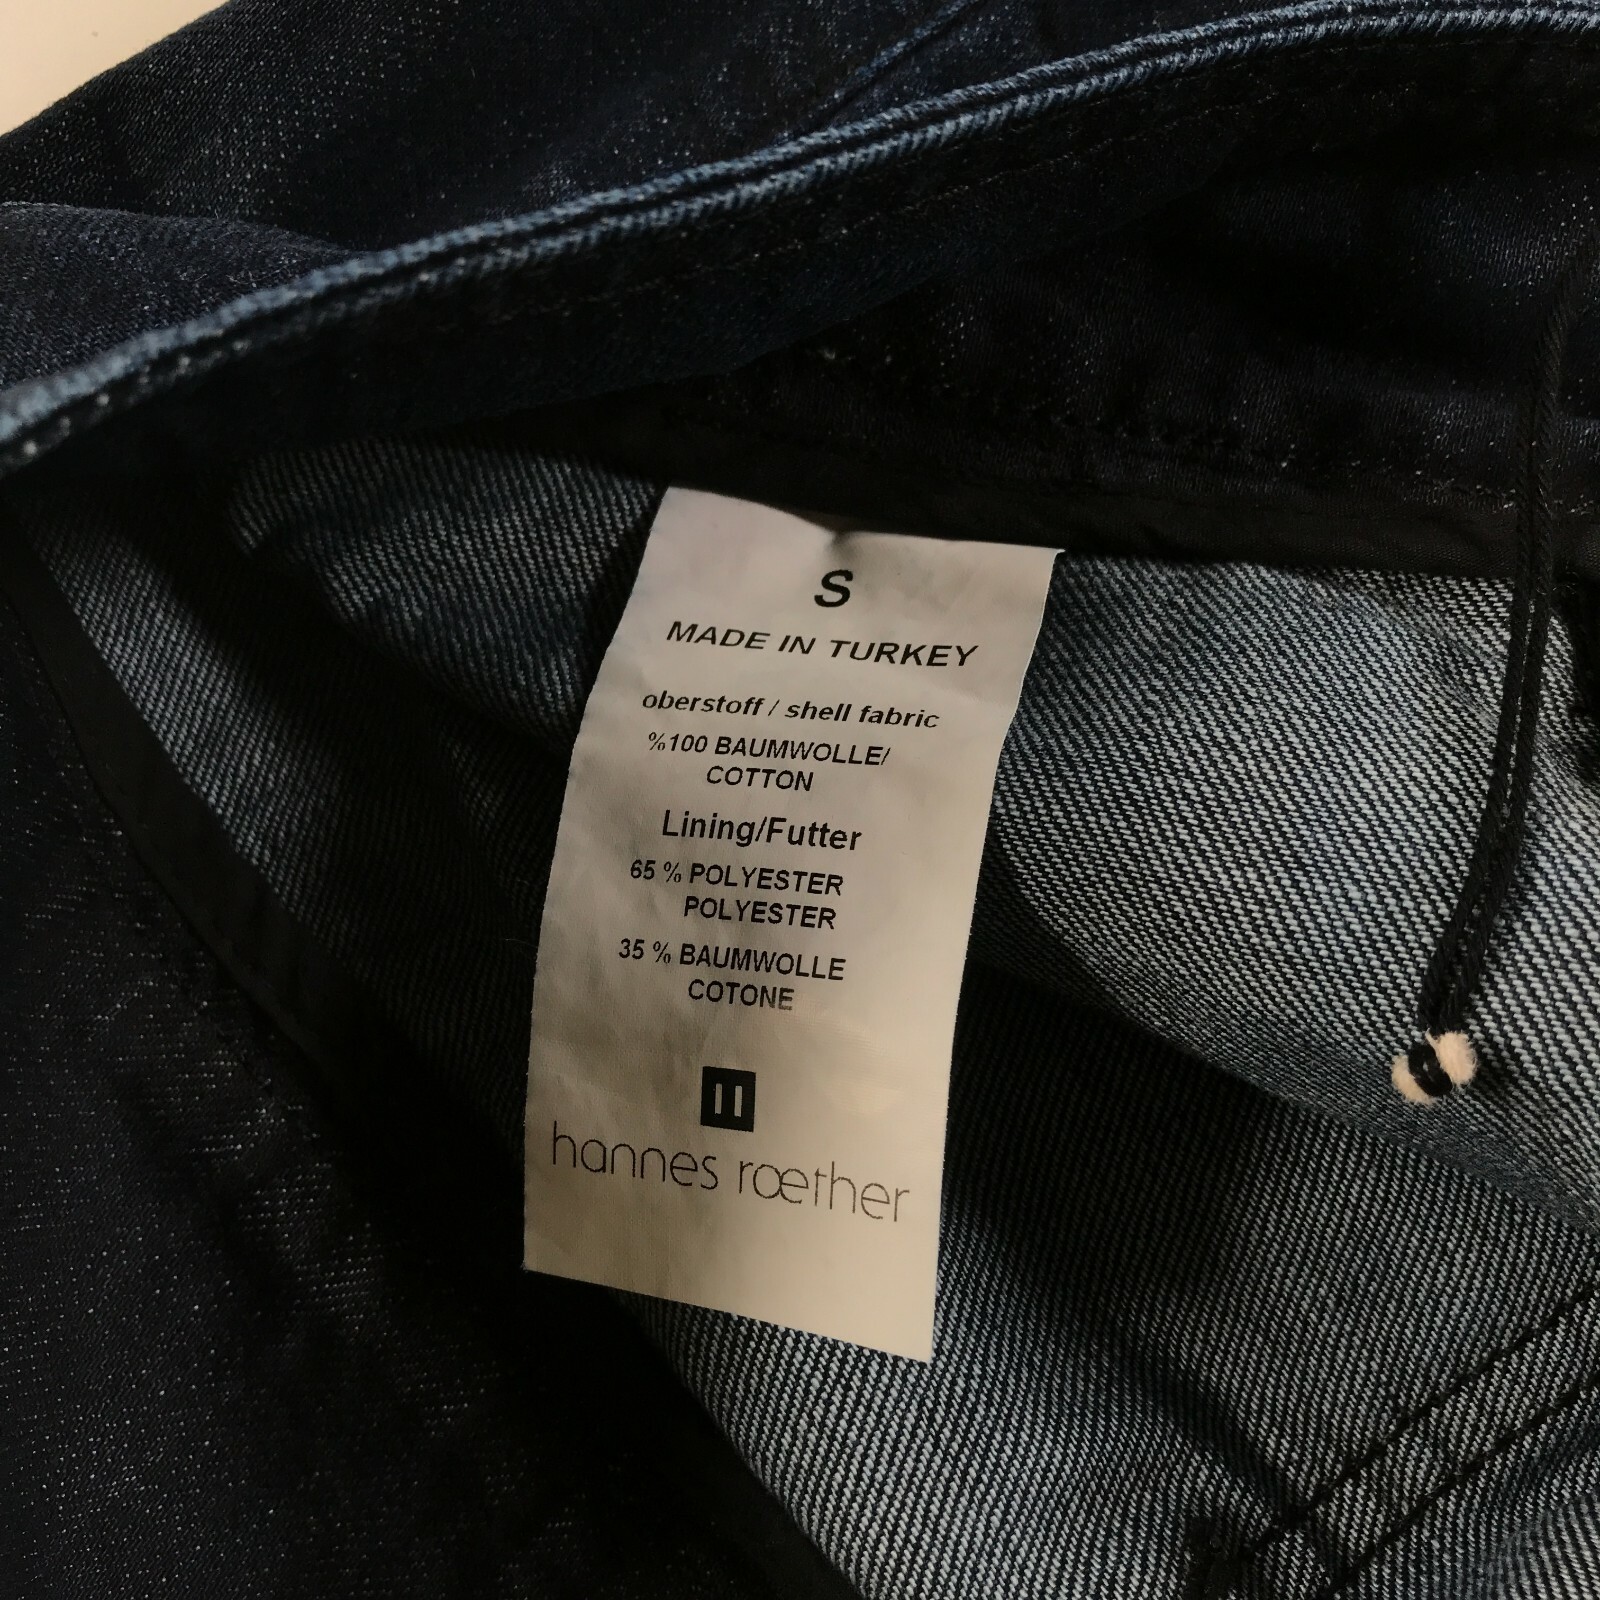 S
MADE IN TURKEY
oberstoff / shell fabric
%100 BAUMWOLLE/
COTTON
Lining/Futter
65 % POLYESTER
POLYESTER
35 % BAUMWOLLE
COTONE
hannes rœther